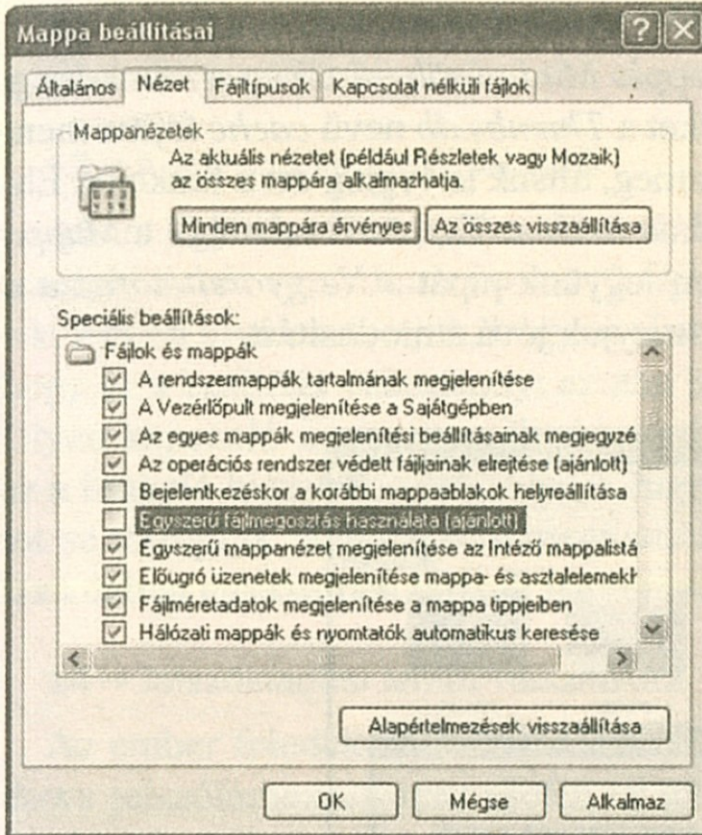 Mappa beállításai
Általános Nézet Fájltípusok Kapcsolat nélküli fájlok
Mappanézetek
Az aktuális nézetet (például Részletek vagy Mozaik)
az összes mappára alkalmazhatja.
Minden mappára érvényes Az összes visszaállítása
Speciális beállítások:
Fájlok és mappák
A rendszermappák tartalmának megjelenítése
A Vezérlőpult megjelenítése a Sajátgépben
Az egyes mappák megjelenítési beállításainak megjegyzé
Az operációs rendszer védett fájljainak elrejtése (ajánlott)
Bejelentkezéskor a korábbi mappaablakok helyreállítása
Egyszerű fájlmegosztás használata (ajánlott)
Egyszerű mappanézet megjelenítése az Intéző mappalistá
Előugró üzenetek megjelenítése mappa- és asztalelemekh
Fájlméretadatok megjelenítése a mappa tippjeiben
Hálózati mappák és nyomtatók automatikus keresése
Alapértelmezések visszaállítása
OK Mégse Alkalmaz